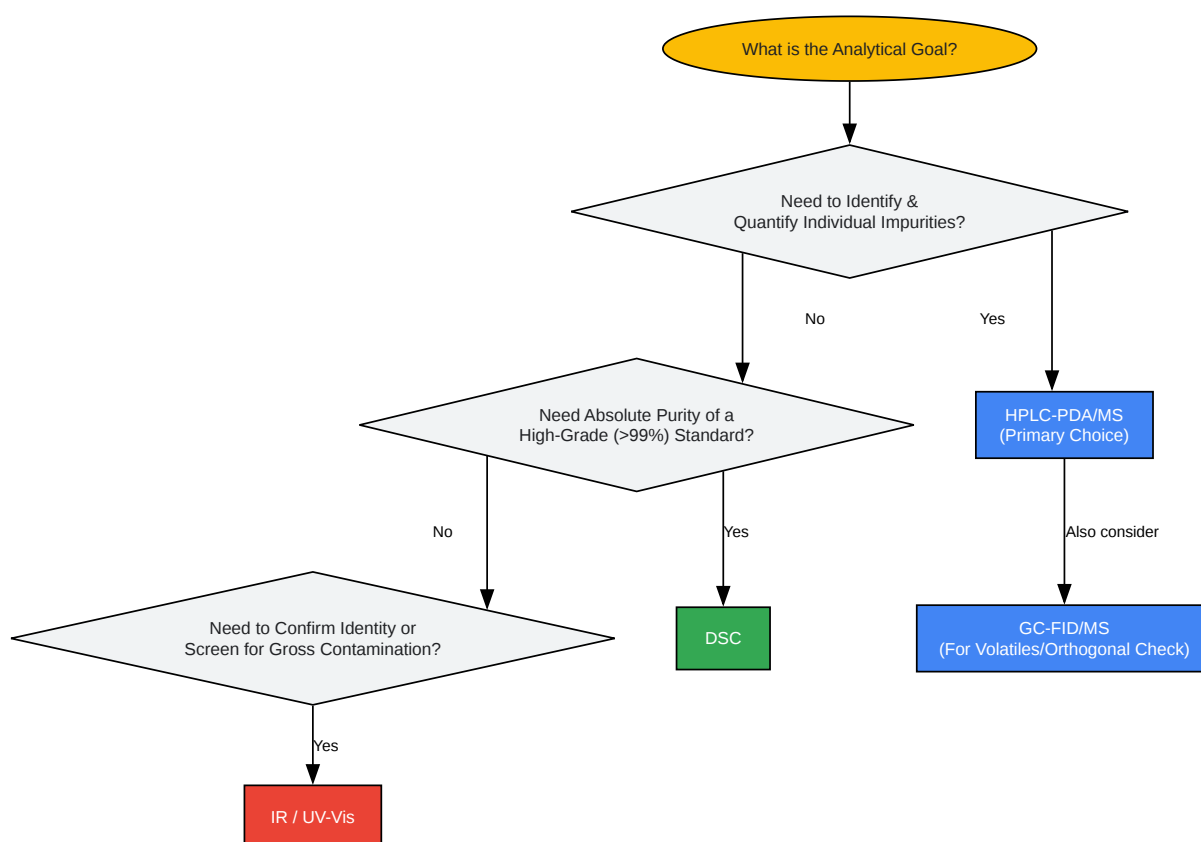 What is the Analytical Goal?
Need to Identify &
Quantify Individual Impurities?
No
Yes
Need Absolute Purity of a
High-Grade (>99%) Standard?
HPLC-PDA/MS
(Primary Choice)
No
Yes
Also consider
Need to Confirm Identity or
Screen for Gross Contamination?
DSC
GC-FID/MS
(For Volatiles/Orthogonal Check)
Yes
IR / UV-Vis